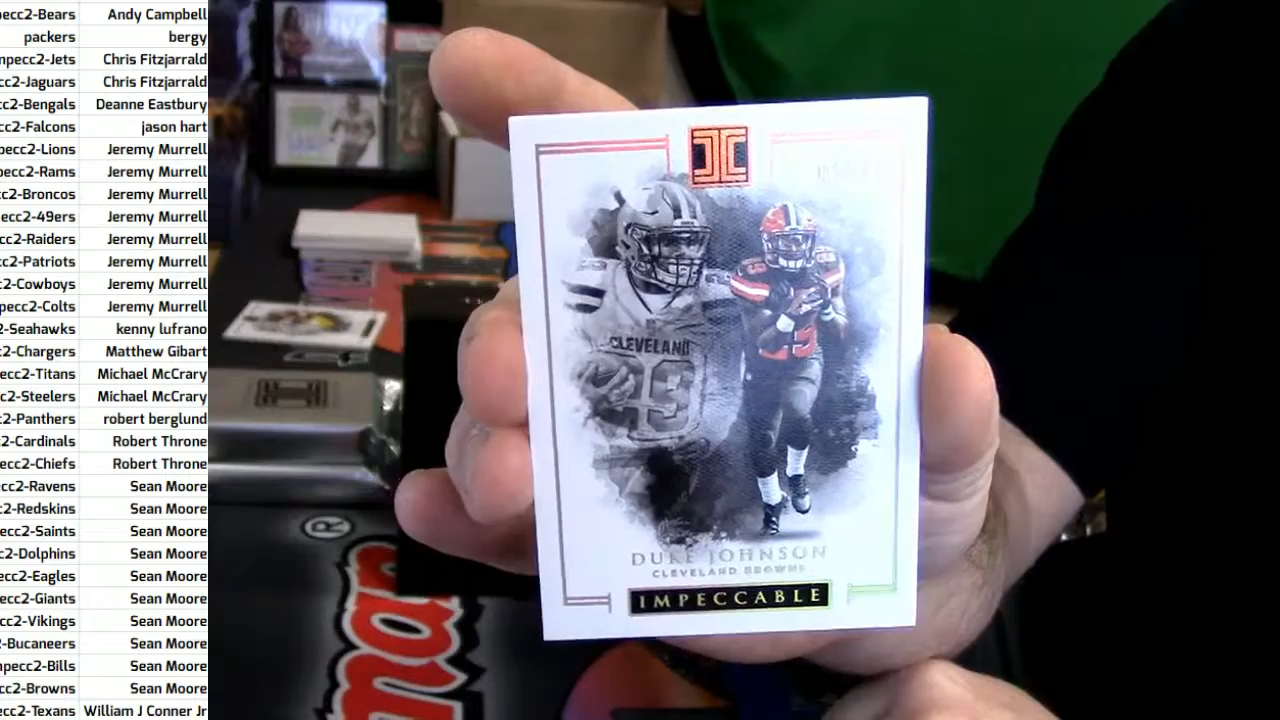 ecc2-Bears Andy Campbell
packers bergy
npecc2-Jets Chris Fitzjarrald
cc2-Jaguars Chris Fitzjarrald
cc2-Bengals Deanne Eastbury
cc2-Falcons jason hart
pecc2-Lions Jeremy Murrell
pecc2-Rams Jeremy Murrell
cc2-Broncos Jeremy Murrell
ecc2-49ers Jeremy Murrell
cc2-Raiders Jeremy Murrell
cc2-Patriots Jeremy Murrell
c2-Cowboys Jeremy Murrell
pecc2-Colts Jeremy Murrell
2-Seahawks kenny lufrano
c2-Chargers Matthew Gibart
ecc2-Titans Michael McCrary
c2-Steelers Michael McCrary
c2-Panthers robert berglund
c2-Cardinals Robert Throne
ecc2-Chiefs Robert Throne
ecc2-Ravens Sean Moore
c2-Redskins Sean Moore
cc2-Saints Sean Moore
c2-Dolphins Sean Moore
ecc2-Eagles Sean Moore
ecc2-Giants Sean Moore
cc2-Vikings Sean Moore
2-Bucaneers Sean Moore
npecc2-Bills Sean Moore
cc2-Browns Sean Moore
ecc2-Texans William J Conner Jr
CLEVELAND
29
DUKE JOHNSON
CLEVELAND BROWNS
IMPECCABLE
®